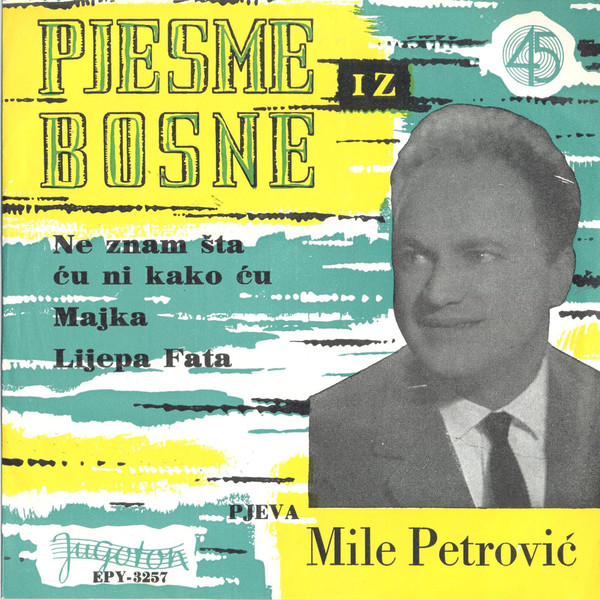 PJESME
IZ
BOSNE
45
Ne znam šta
ću ni kako ću
Majka
Lijepa Fata
PJEVA
Mile Petrović
Jugoton
EPY-3257